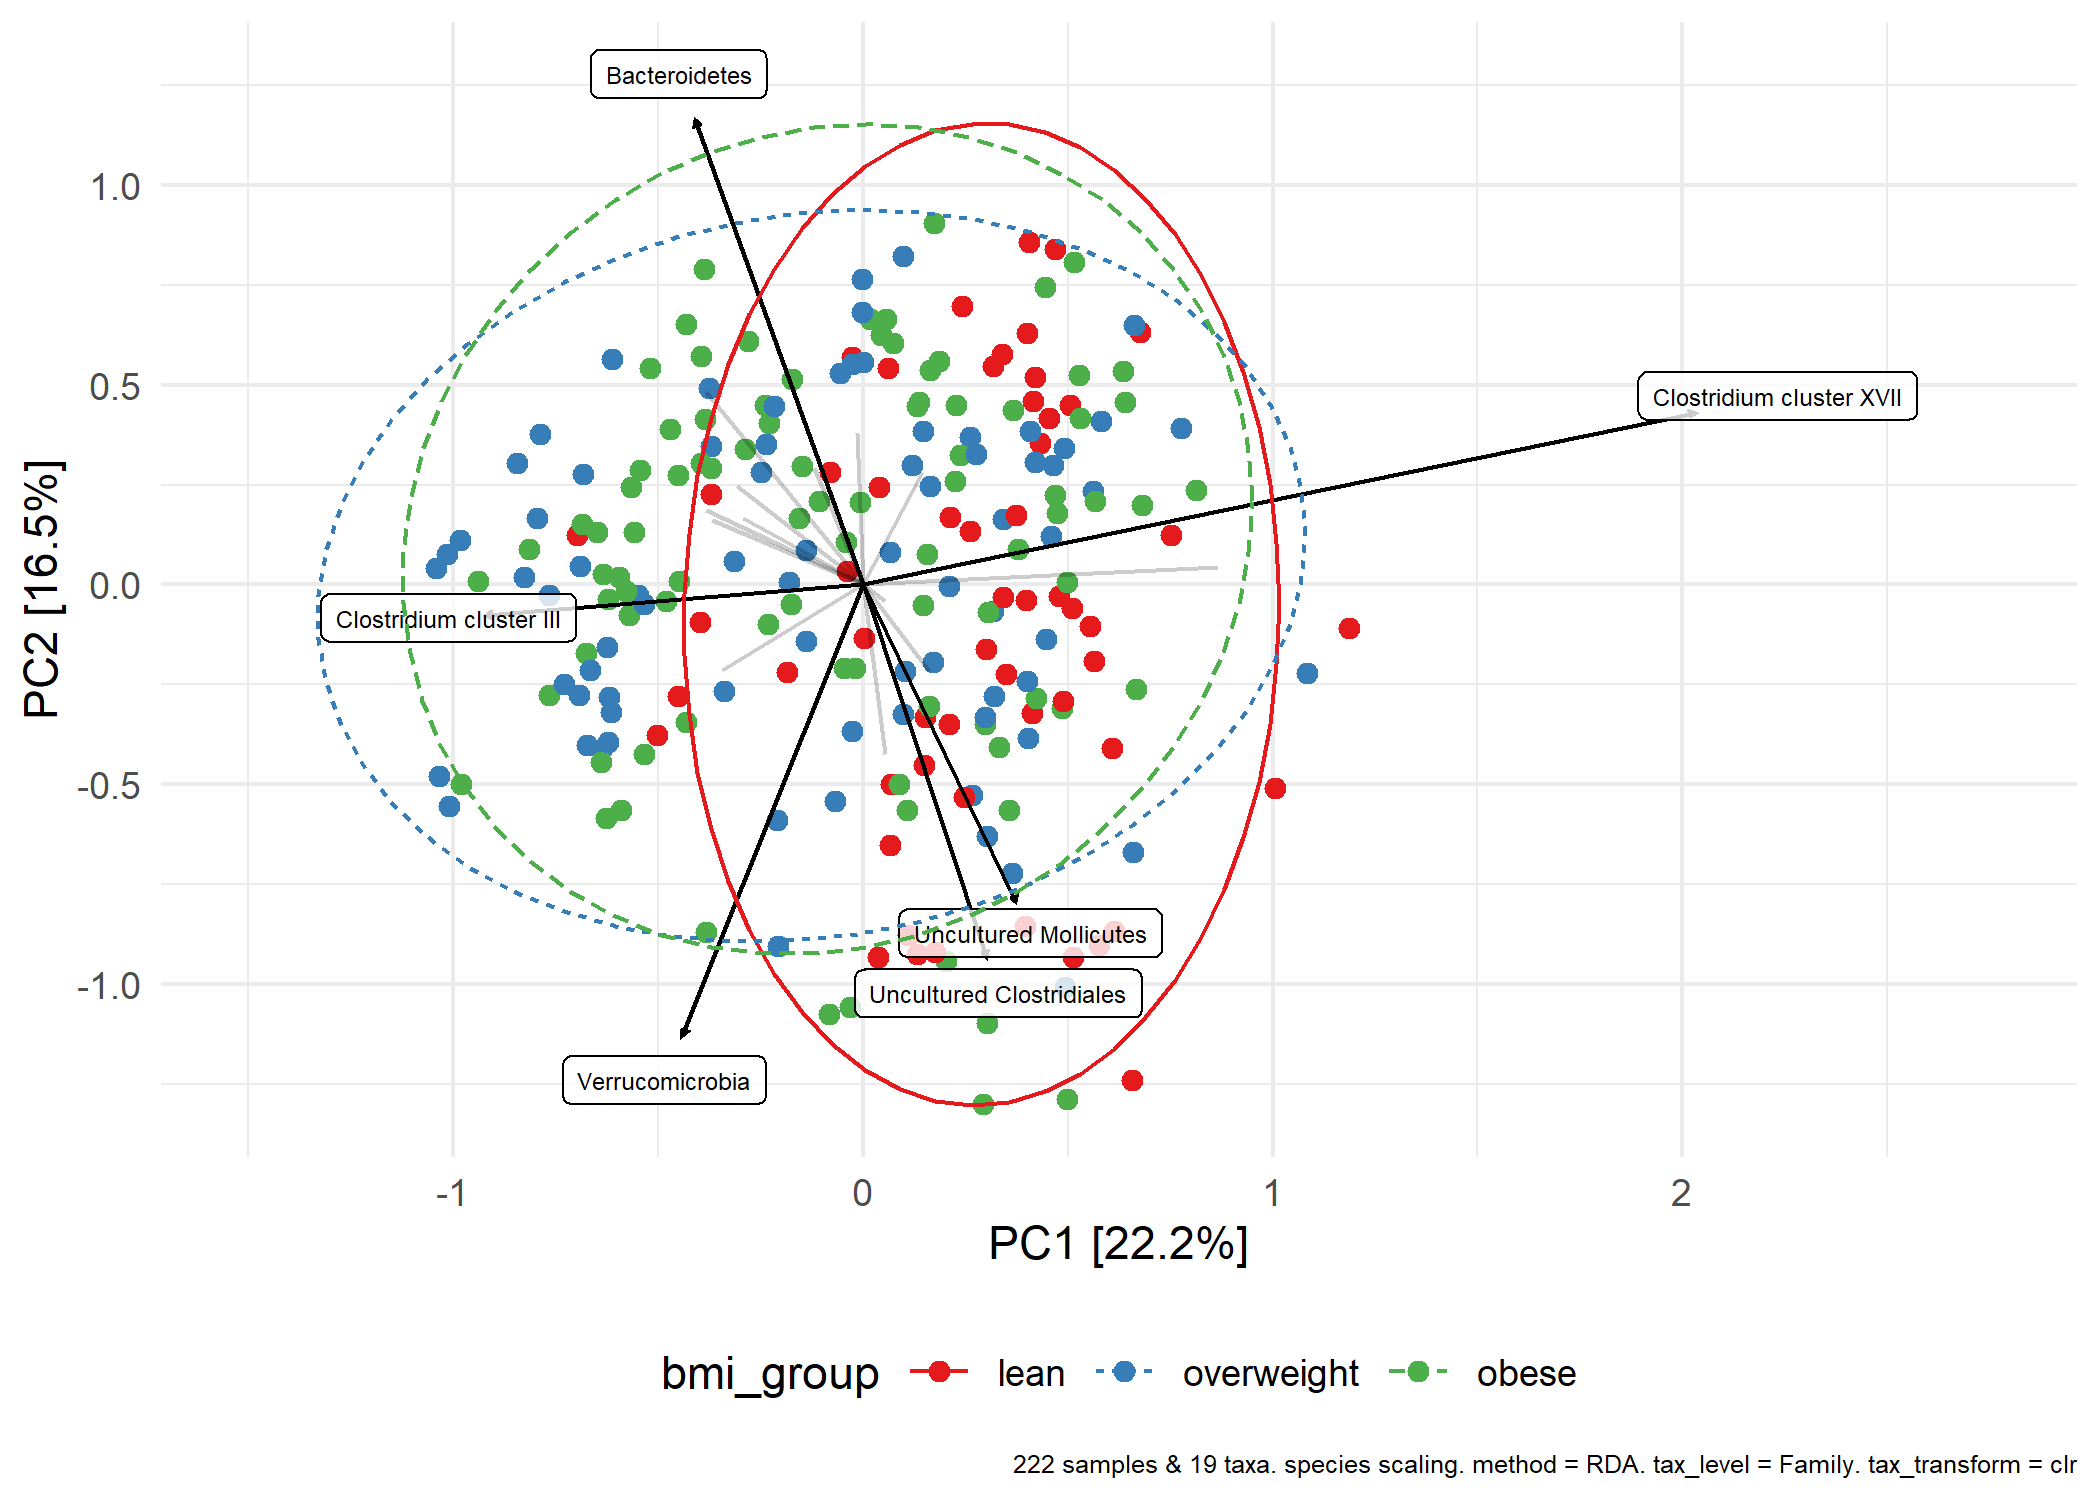 Bacteroidetes
1.0
0.5
0.0
-0.5
-1.0
PC2 [16.5%]
Clostridium cluster XVII
Clostridium cluster III
Uncultured Mollicutes
Uncultured Clostridiales
Verrucomicrobia
-1 0 1 2
PC1 [22.2%]
bmi_group lean overweight obese
222 samples & 19 taxa. species scaling. method = RDA. tax_level = Family. tax_transform = clr